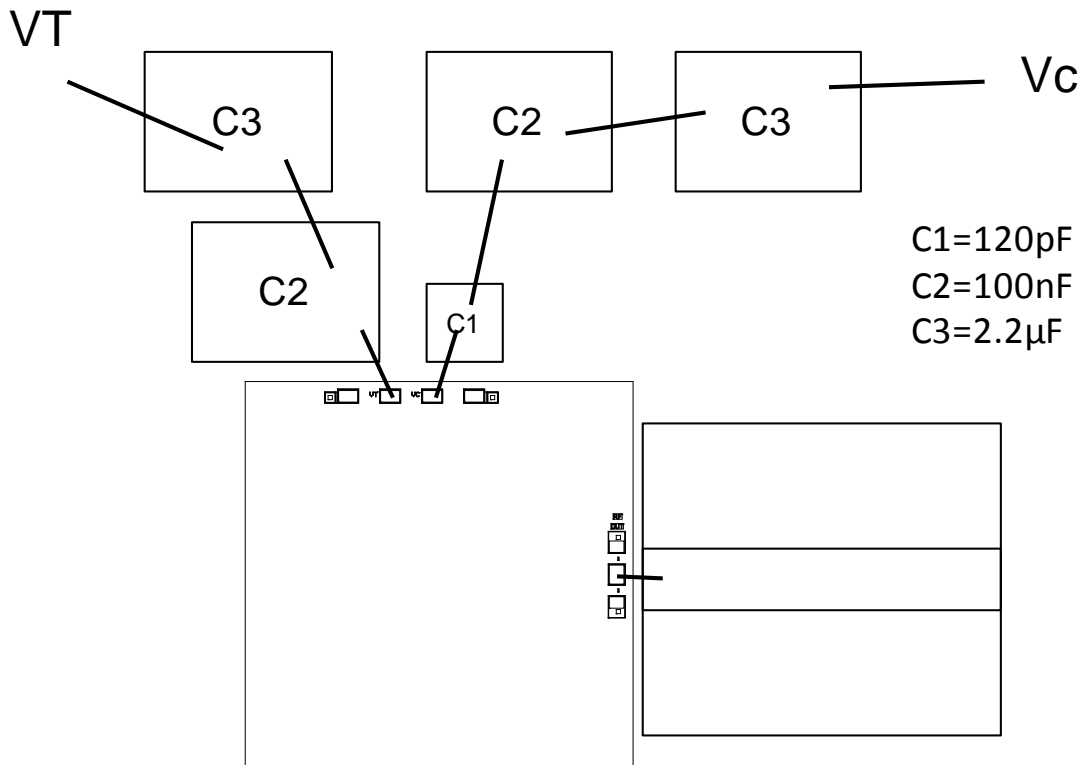 VT
Vc
C3
C2
C3
C2
C1
C1=120pF
C2=100nF
C3=2.2µF
VT
VC
RF
OUT